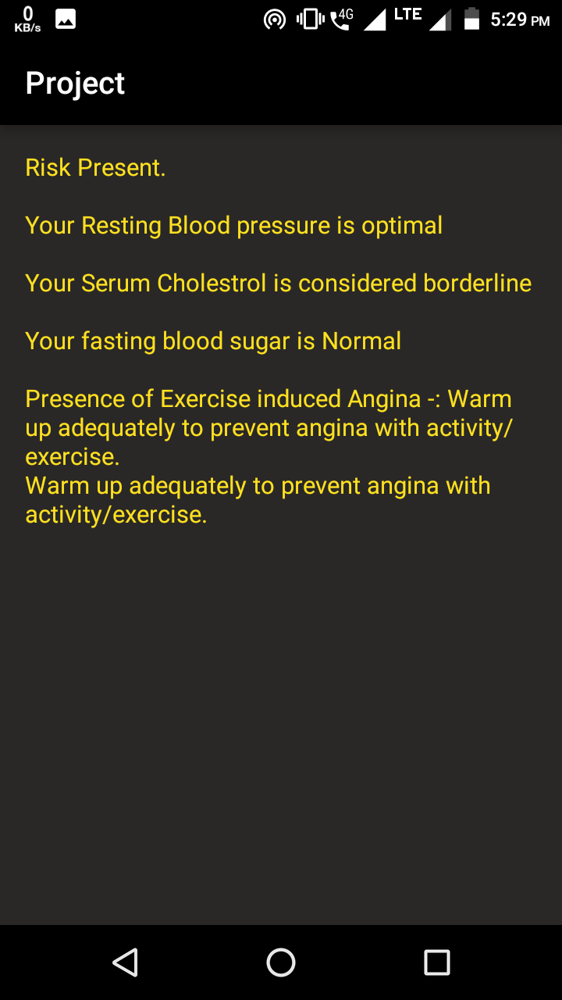 0
KB/s
4G
LTE
5:29 PM
Project
Risk Present.
Your Resting Blood pressure is optimal
Your Serum Cholestrol is considered borderline
Your fasting blood sugar is Normal
Presence of Exercise induced Angina -: Warm
up adequately to prevent angina with activity/
exercise.
Warm up adequately to prevent angina with
activity/exercise.